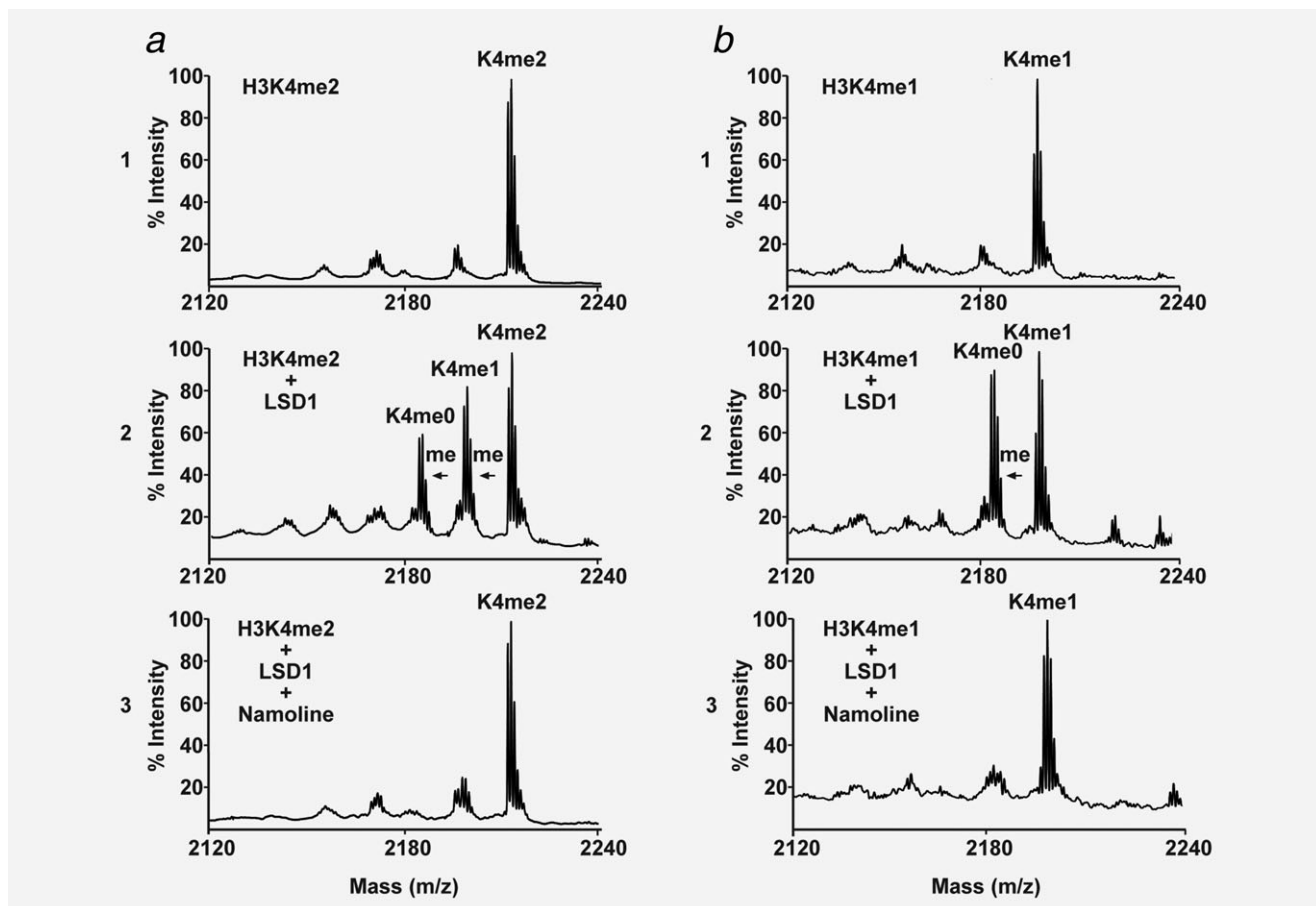 a
K4me2
H3K4me2
100
80
60
40
20
% Intensity
1
2120
2180
2240
K4me2
H3K4me2
+
LSD1
K4me1
K4me0
me
me
100
80
60
40
20
% Intensity
2
2120
2180
2240
K4me2
H3K4me2
+
LSD1
+
Namoline
100
80
60
40
20
% Intensity
3
2120
2180
2240
Mass (m/z)
b
K4me1
H3K4me1
100
80
60
40
20
% Intensity
1
2120
2180
2240
K4me1
H3K4me1
+
LSD1
K4me0
me
100
80
60
40
20
% Intensity
2
2120
2180
2240
K4me1
H3K4me1
+
LSD1
+
Namoline
100
80
60
40
20
% Intensity
3
2120
2180
2240
Mass (m/z)